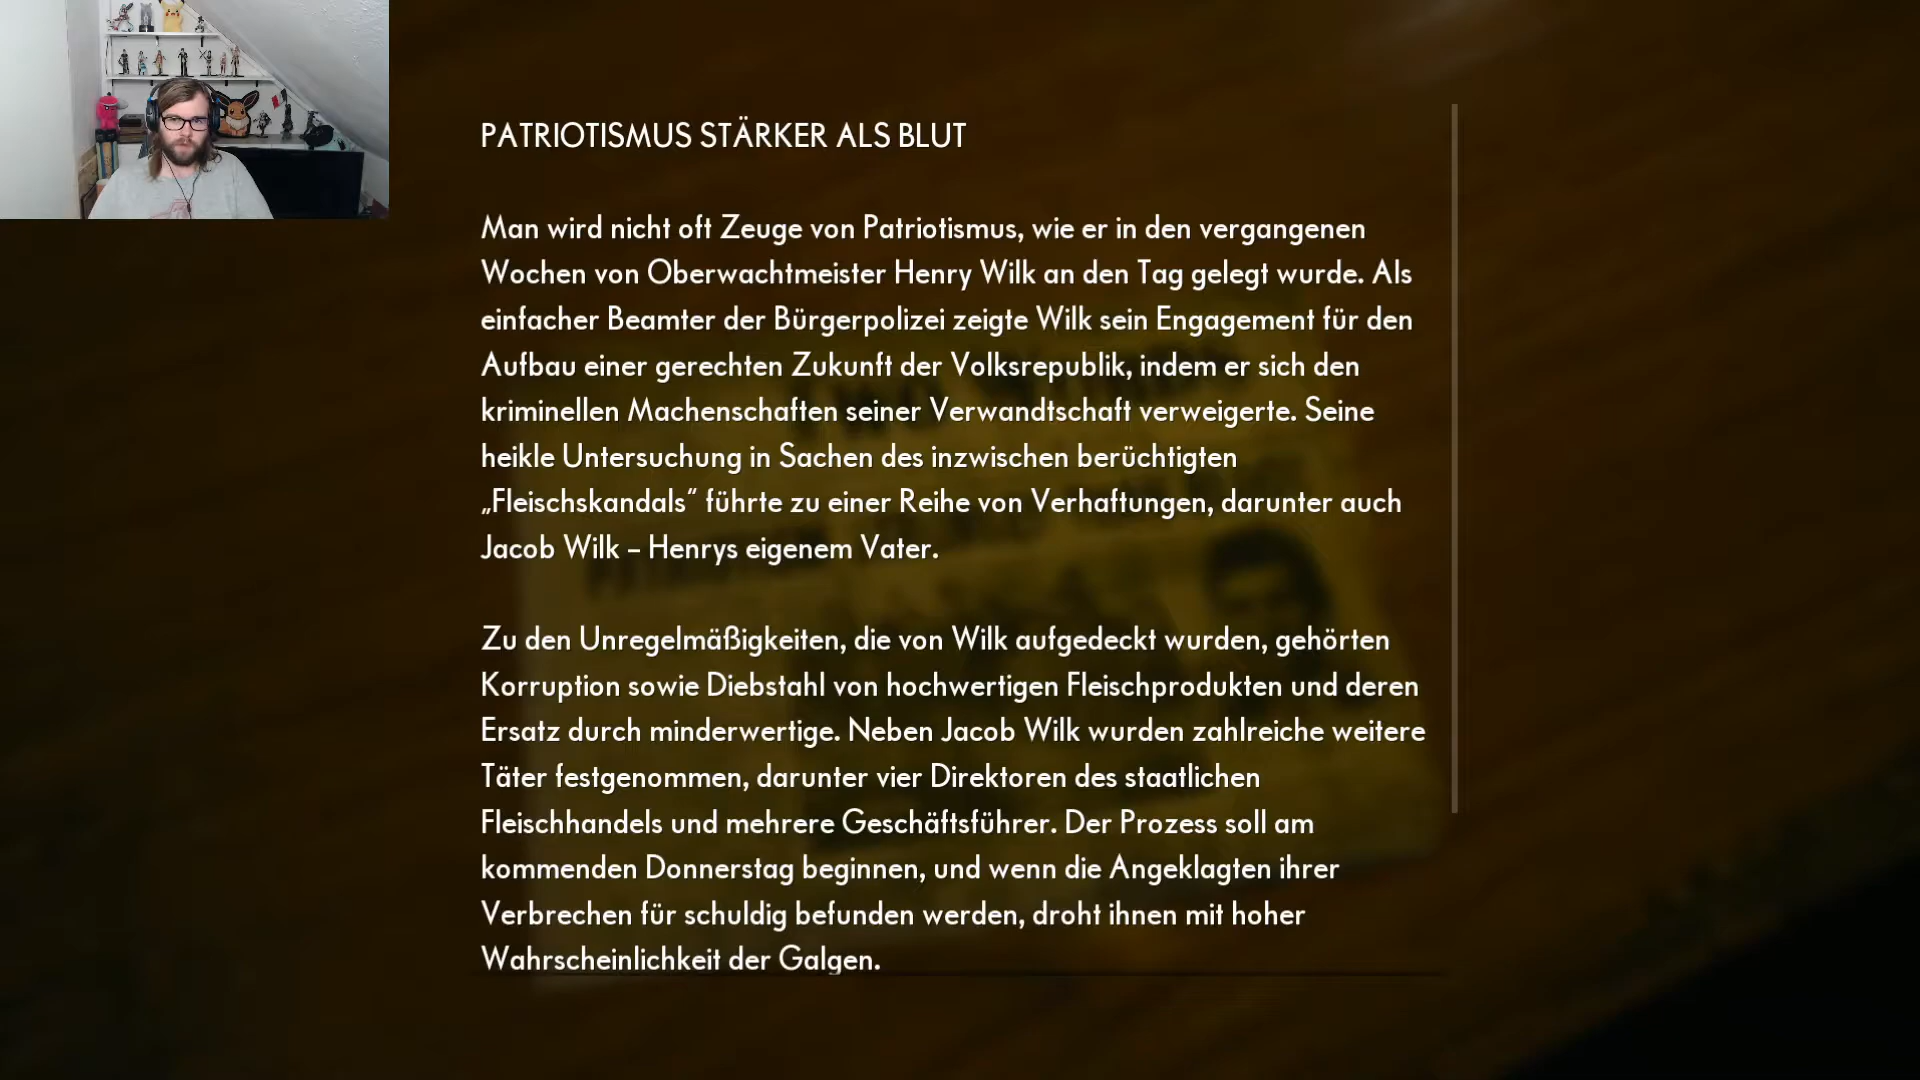 PATRIOTISMUS STÄRKER ALS BLUT
Man wird nicht oft Zeuge von Patriotismus, wie er in den vergangenen
Wochen von Oberwachtmeister Henry Wilk an den Tag gelegt wurde. Als
einfacher Beamter der Bürgerpolizei zeigte Wilk sein Engagement für den
Aufbau einer gerechten Zukunft der Volksrepublik, indem er sich den
kriminellen Machenschaften seiner Verwandtschaft verweigerte. Seine
heikle Untersuchung in Sachen des inzwischen berüchtigten
„Fleischskandals“ führte zu einer Reihe von Verhaftungen, darunter auch
Jacob Wilk – Henrys eigenem Vater.
Zu den Unregelmäßigkeiten, die von Wilk aufgedeckt wurden, gehörten
Korruption sowie Diebstahl von hochwertigen Fleischprodukten und deren
Ersatz durch minderwertige. Neben Jacob Wilk wurden zahlreiche weitere
Täter festgenommen, darunter vier Direktoren des staatlichen
Fleischhandels und mehrere Geschäftsführer. Der Prozess soll am
kommenden Donnerstag beginnen, und wenn die Angeklagten ihrer
Verbrechen für schuldig befunden werden, droht ihnen mit hoher
Wahrscheinlichkeit der Galgen.